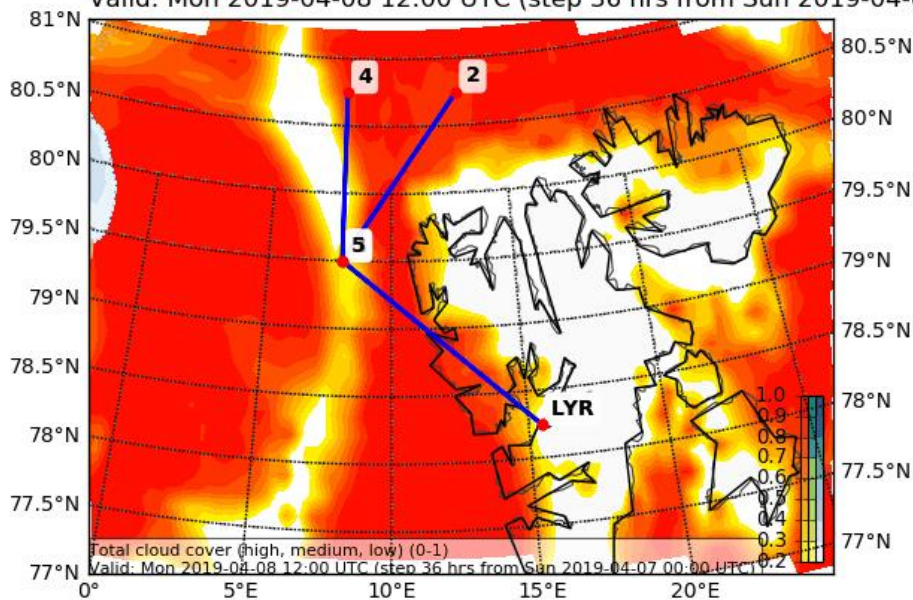 Valid: Mon 2019-04-08 12:00 UTC (step 36 hrs from Sun 2019-04-
81°N
80.5°N
80°N
79.5°N
79°N
78.5°N
78°N
77.5°N
77°N
80.5°N
80°N
79.5°N
79°N
78.5°N
78°N
77.5°N
77°N
4
2
5
LYR
1.0
0.9
0.8
0.7
0.6
0.5
0.4
0.3
0.2
Total cloud cover (high, medium, low) (0-1)
Valid: Mon 2019-04-08 12:00 UTC (step 36 hrs from Sun 2019-04-07 00:00 UTC)
0°
5°E
10°E
15°E
20°E